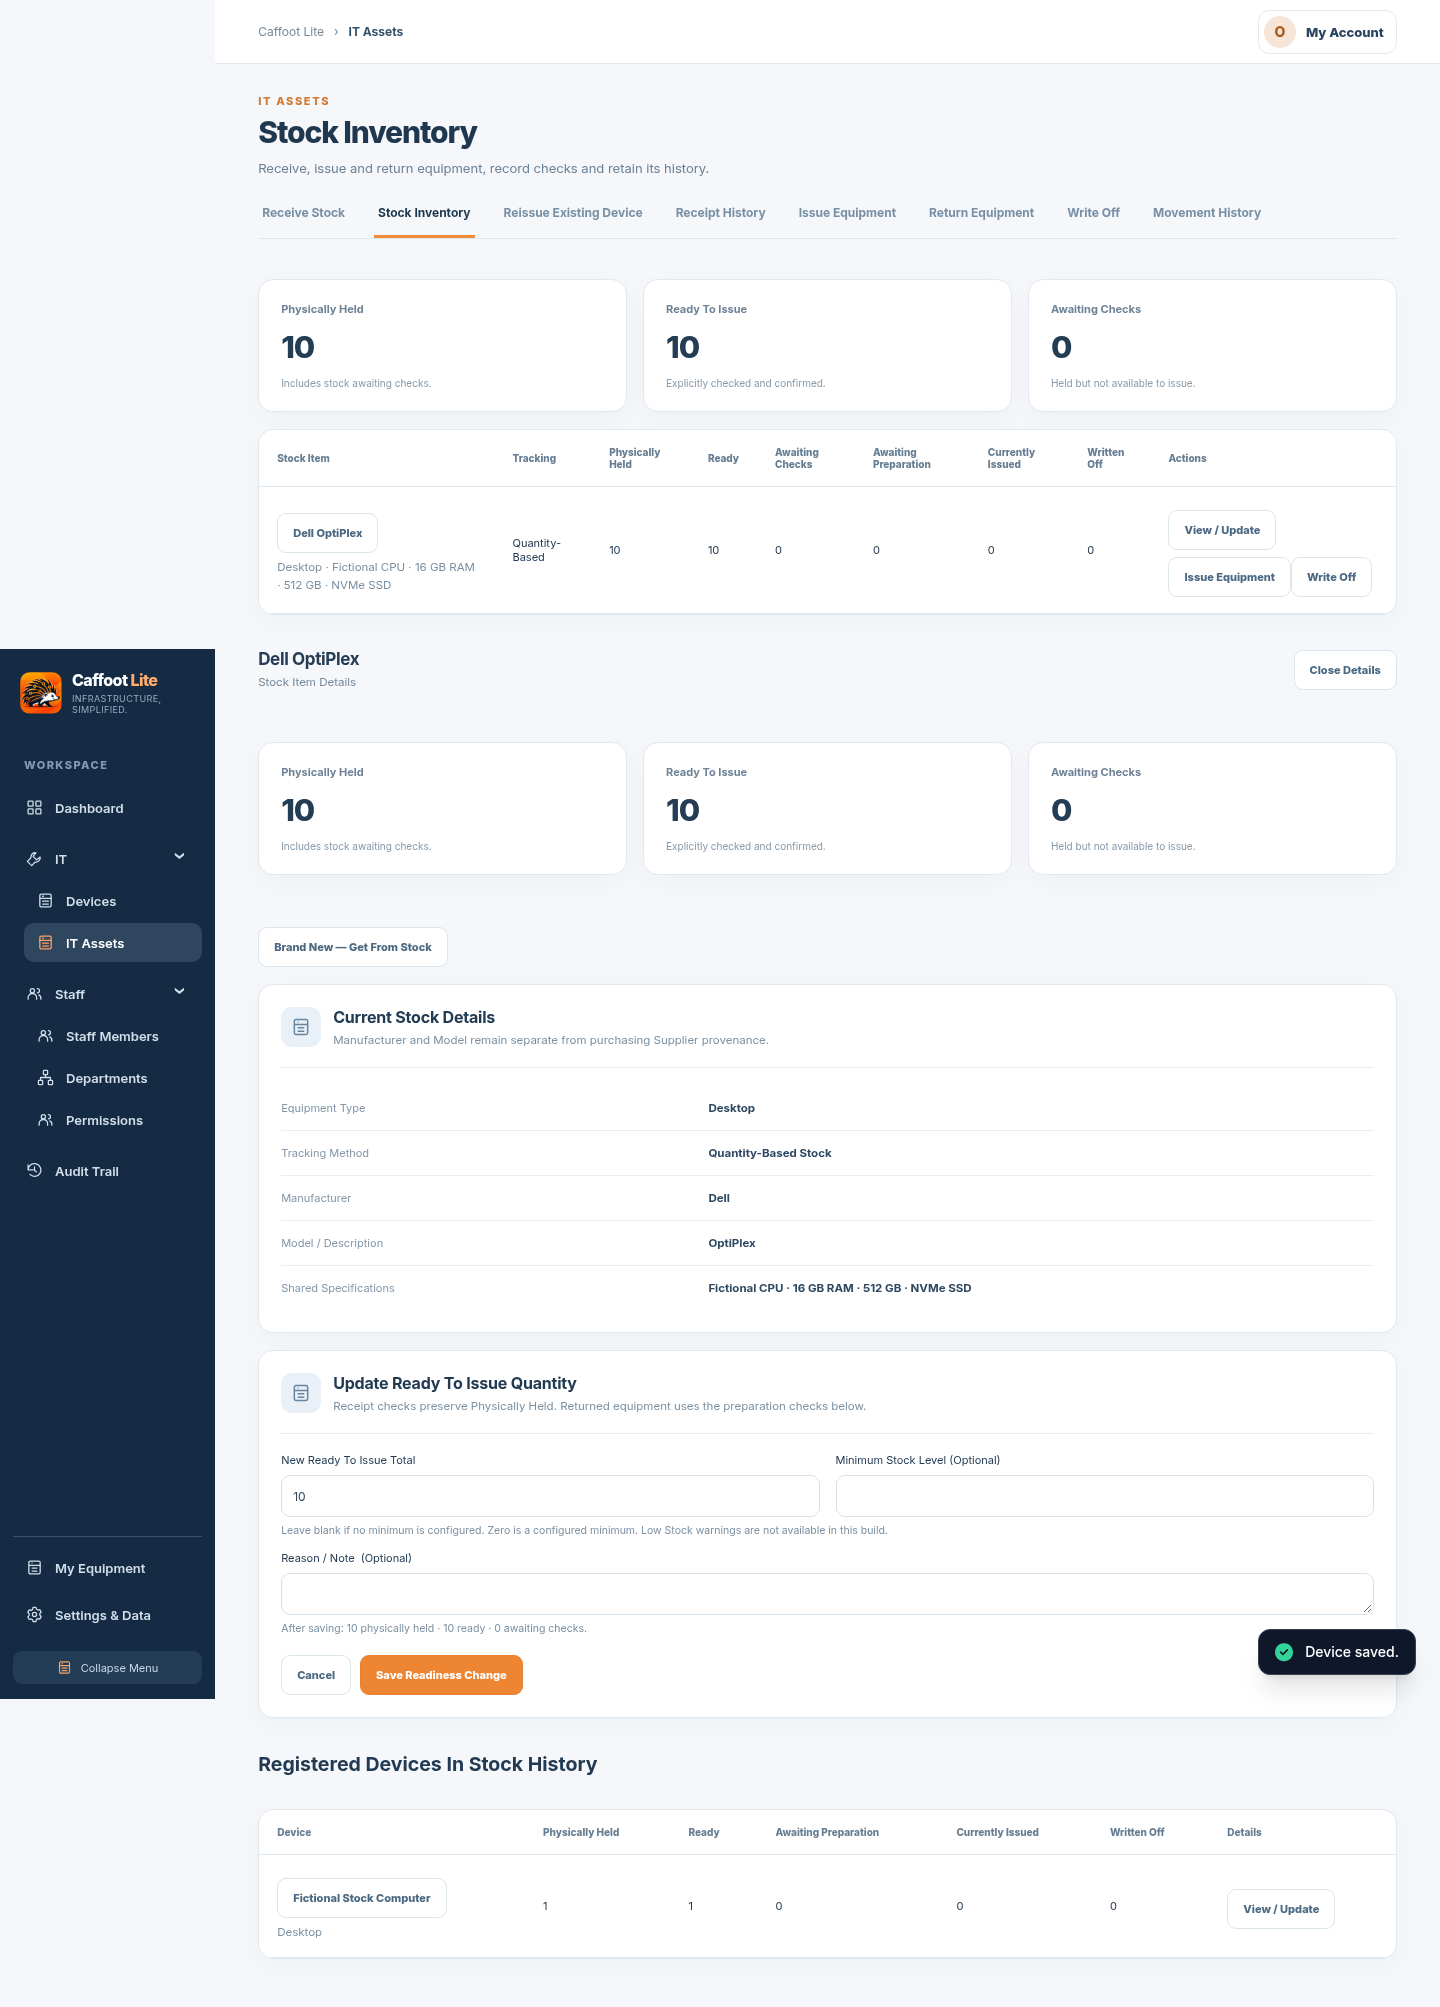 Caffoot Lite › IT Assets
O My Account
IT ASSETS
Stock Inventory
Receive, issue and return equipment, record checks and retain its history.
Receive Stock Stock Inventory Reissue Existing Device Receipt History Issue Equipment Return Equipment Write Off Movement History
Physically Held
10
Includes stock awaiting checks.
Ready To Issue
10
Explicitly checked and confirmed.
Awaiting Checks
0
Held but not available to issue.
Stock Item Tracking Physically Held Ready Awaiting Checks Awaiting Preparation Currently Issued Written Off Actions
Dell OptiPlex
Desktop · Fictional CPU · 16 GB RAM
· 512 GB · NVMe SSD
Quantity-
Based
10 10 0 0 0 0
View / Update
Issue Equipment Write Off
Dell OptiPlex
Stock Item Details
Close Details
Physically Held
10
Includes stock awaiting checks.
Ready To Issue
10
Explicitly checked and confirmed.
Awaiting Checks
0
Held but not available to issue.
Brand New — Get From Stock
Current Stock Details
Manufacturer and Model remain separate from purchasing Supplier provenance.
Equipment Type Desktop
Tracking Method Quantity-Based Stock
Manufacturer Dell
Model / Description OptiPlex
Shared Specifications Fictional CPU · 16 GB RAM · 512 GB · NVMe SSD
Update Ready To Issue Quantity
Receipt checks preserve Physically Held. Returned equipment uses the preparation checks below.
New Ready To Issue Total
10
Minimum Stock Level (Optional)
Leave blank if no minimum is configured. Zero is a configured minimum. Low Stock warnings are not available in this build.
Reason / Note (Optional)
After saving: 10 physically held · 10 ready · 0 awaiting checks.
Cancel Save Readiness Change
Device saved.
Registered Devices In Stock History
Device Physically Held Ready Awaiting Preparation Currently Issued Written Off Details
Fictional Stock Computer
Desktop
1 1 0 0 0
View / Update
Caffoot Lite
INFRASTRUCTURE,
SIMPLIFIED.
WORKSPACE
Dashboard
IT
Devices
IT Assets
Staff
Staff Members
Departments
Permissions
Audit Trail
My Equipment
Settings & Data
Collapse Menu